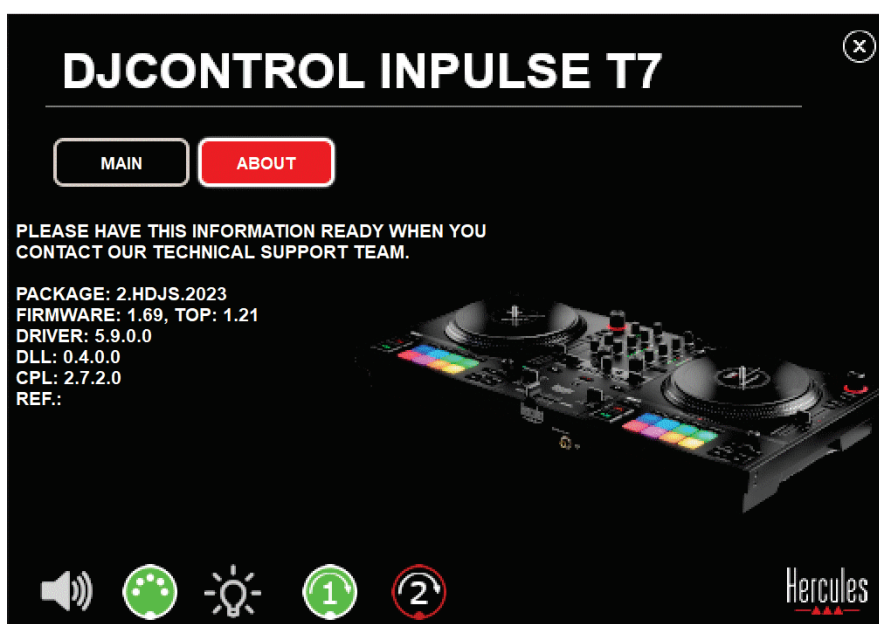 DJCONTROL INPULSE T7
MAIN
ABOUT
PLEASE HAVE THIS INFORMATION READY WHEN YOU
CONTACT OUR TECHNICAL SUPPORT TEAM.
PACKAGE: 2.HDJS.2023
FIRMWARE: 1.69, TOP: 1.21
DRIVER: 5.9.0.0
DLL: 0.4.0.0
CPL: 2.7.2.0
REF.:
1
2
Hercules